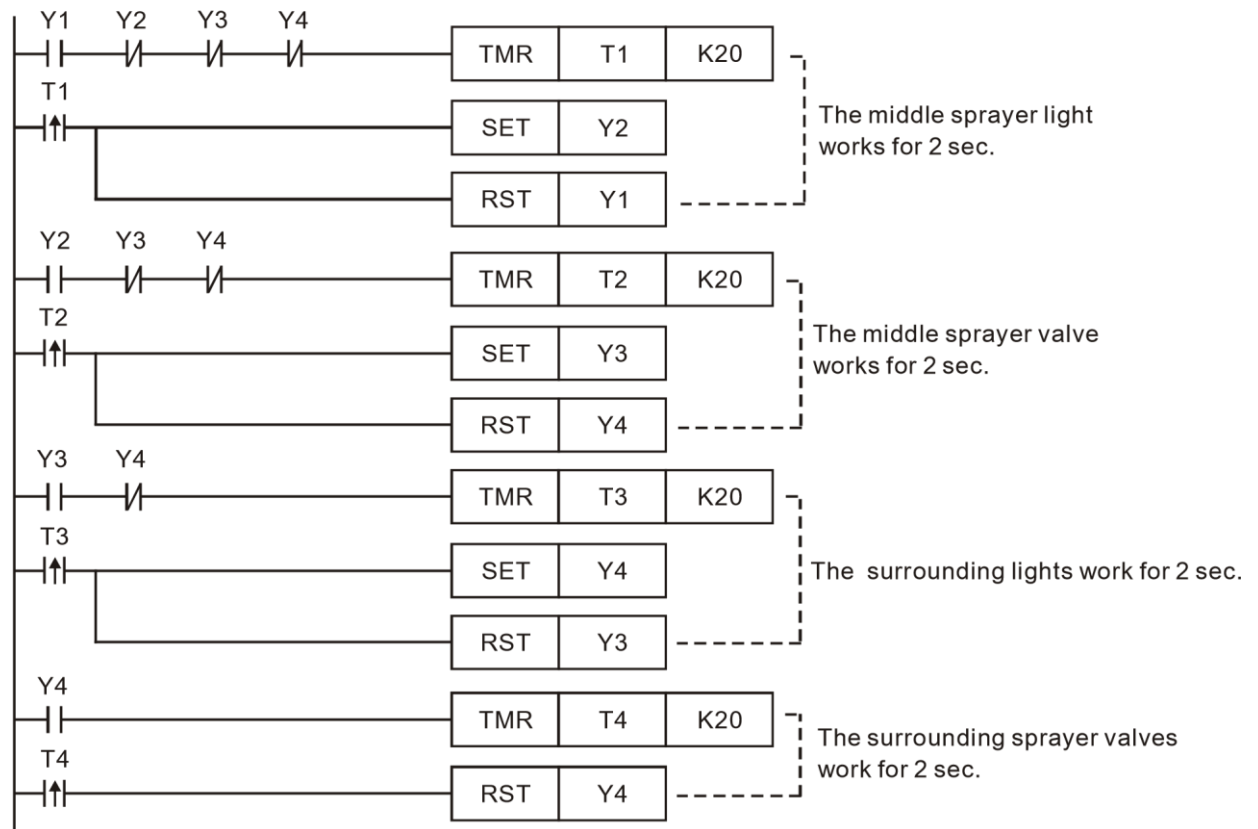 Y1 Y2 Y3 Y4
TMR T1 K20
T1
SET Y2
The middle sprayer light
works for 2 sec.
RST Y1
Y2 Y3 Y4
TMR T2 K20
T2
SET Y3
The middle sprayer valve
works for 2 sec.
RST Y4
Y3 Y4
TMR T3 K20
T3
SET Y4
The surrounding lights work for 2 sec.
RST Y3
Y4
TMR T4 K20
The surrounding sprayer valves
work for 2 sec.
T4
RST Y4